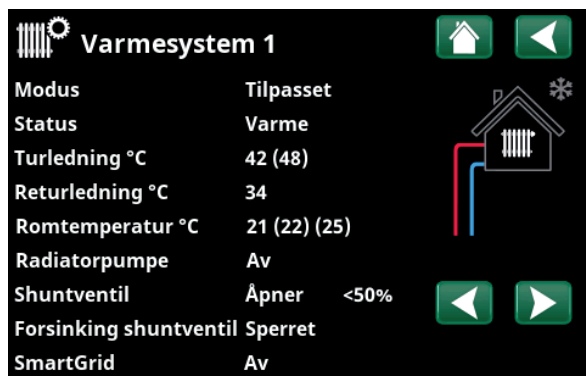 Varmesystem 1
Modus Tilpasset
Status Varme
Turledning °C 42 (48)
Returledning °C 34
Romtemperatur °C 21 (22) (25)
Radiatorpumpe Av
Shuntventil Åpner <50%
Forsinking shuntventil Sperret
SmartGrid Av